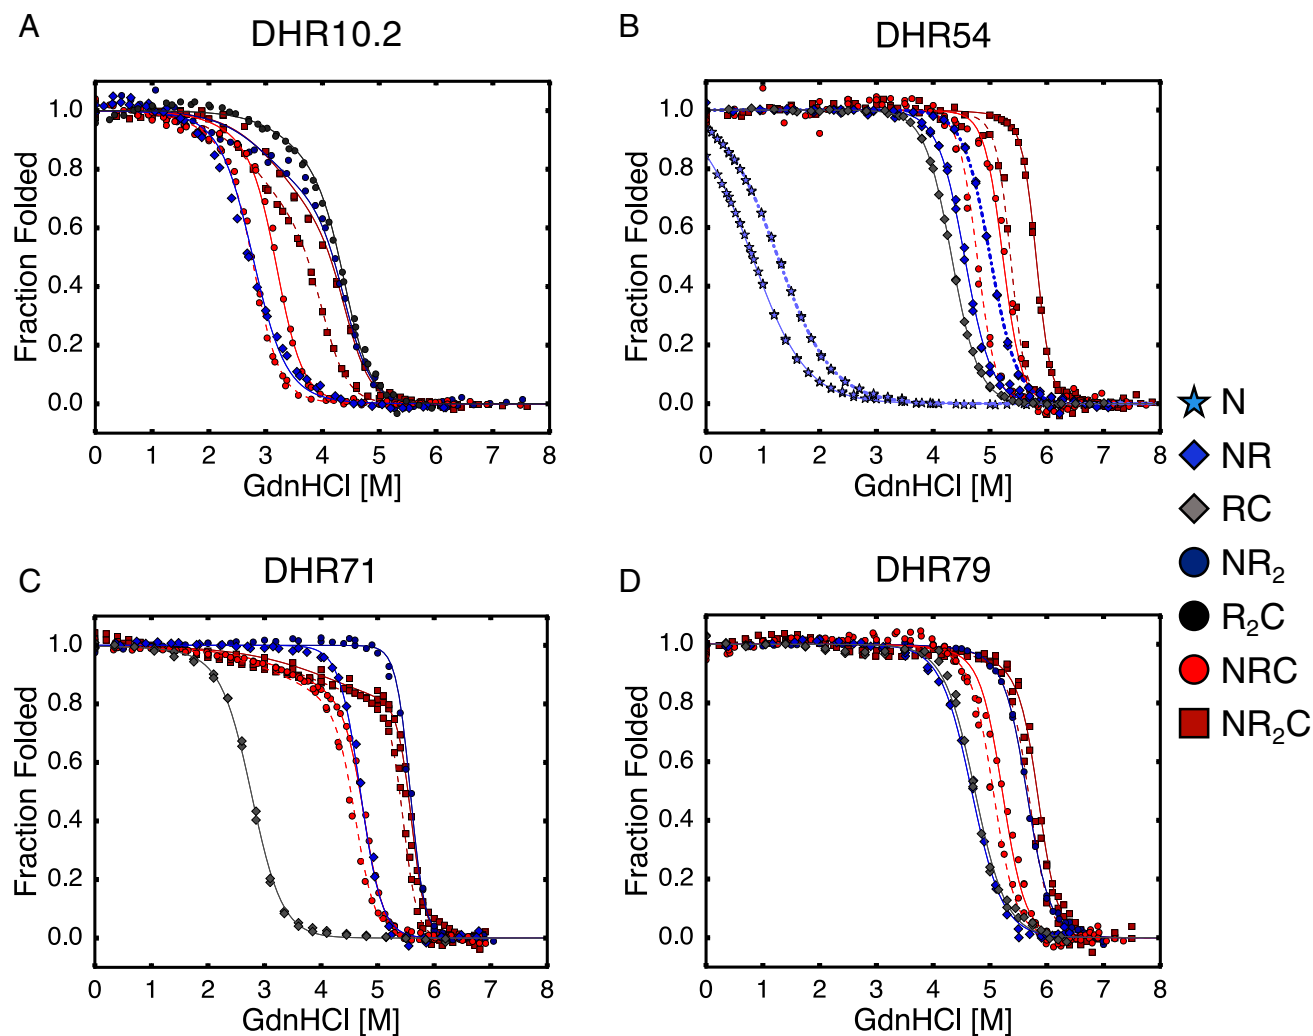 A
DHR10.2
Fraction Folded
1.0
0.8
0.6
0.4
0.2
0.0
0 1 2 3 4 5 6 7 8
GdnHCl [M]
B
DHR54
Fraction Folded
1.0
0.8
0.6
0.4
0.2
0.0
0 1 2 3 4 5 6 7 8
GdnHCl [M]
C
DHR71
Fraction Folded
1.0
0.8
0.6
0.4
0.2
0.0
0 1 2 3 4 5 6 7 8
GdnHCl [M]
D
DHR79
Fraction Folded
1.0
0.8
0.6
0.4
0.2
0.0
0 1 2 3 4 5 6 7 8
GdnHCl [M]
N
NR
RC
NR₂
R₂C
NRC
NR₂C